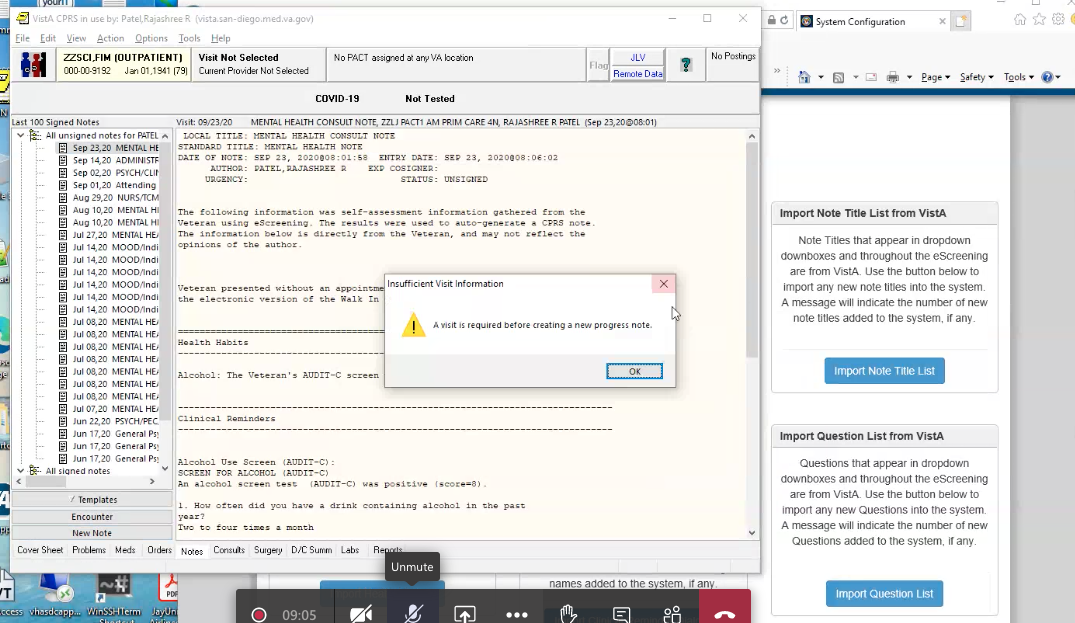 VistA CPRS in use by: Patel,Rajashree R (vista.san-diego.med.va.gov)
File Edit View Action Options Tools Help
ZZSCI,FIM (OUTPATIENT)
000-00-9192 Jan 01,1941 (79)
Visit Not Selected
Current Provider Not Selected
No PACT assigned at any VA location
Flag
JLV
Remote Data
?
No Postings
COVID-19 Not Tested
Last 100 Signed Notes
Visit: 09/23/20 MENTAL HEALTH CONSULT NOTE, ZZLJ PACT1 AM PRIM CARE 4N, RAJASHREE R PATEL (Sep 23,20@08:01)
All unsigned notes for PATEL
Sep 23,20 MENTAL HE
Sep 14,20 ADMINISTF
Sep 02,20 PSYCH/CLIN
Sep 01,20 Attending
Aug 29,20 NURS/TCM
Aug 10,20 MENTAL HI
Aug 10,20 MENTAL HI
Jul 27,20 MENTAL HEA
Jul 14,20 MOOD/Indi
Jul 14,20 MOOD/Indi
Jul 14,20 MOOD/Indi
Jul 14,20 MOOD/Indi
Jul 14,20 MOOD/Indi
Jul 14,20 MOOD/Indi
Jul 08,20 MENTAL HEA
Jul 08,20 MENTAL HEA
Jul 08,20 MENTAL HEA
Jul 08,20 MENTAL HEA
Jul 08,20 MENTAL HEA
Jul 08,20 MENTAL HEA
Jul 08,20 MENTAL HEA
Jul 07,20 MENTAL HEA
Jun 22,20 PSYCH/PEC
Jun 17,20 General Psy
Jun 17,20 General Psy
Jun 17,20 General Psy
All signed notes
/ Templates
Encounter
New Note
LOCAL TITLE: MENTAL HEALTH CONSULT NOTE
STANDARD TITLE: MENTAL HEALTH NOTE
DATE OF NOTE: SEP 23, 2020@08:01:58 ENTRY DATE: SEP 23, 2020@08:06:02
AUTHOR: PATEL,RAJASHREE R EXP COSIGNER:
URGENCY: STATUS: UNSIGNED
The following information was self-assessment information gathered from the
Veteran using eScreening. The results were used to auto-generate a CPRS note.
The information below is directly from the Veteran, and may not reflect the
opinions of the author.
Veteran presented without an appointme
the electronic version of the Walk In
Health Habits
Alcohol: The Veteran's AUDIT-C screen
Clinical Reminders
Alcohol Use Screen (AUDIT-C):
SCREEN FOR ALCOHOL (AUDIT-C)
An alcohol screen test (AUDIT-C) was positive (score=8).
1. How often did you have a drink containing alcohol in the past
year?
Two to four times a month
Insufficient Visit Information
A visit is required before creating a new progress note.
OK
Cover Sheet Problems Meds Orders Notes Consults Surgery D/C Summ Labs Reports
Unmute
09:05
names added to the system, if any.
vhasdcapp...
WinSSHTerm
Shortcut
JayUni
System Configuration
Page Safety Tools
Import Note Title List from VistA
Note Titles that appear in dropdown
downboxes and throughout the eScreening
are from VistA. Use the button below to
import any new note titles into the system.
A message will indicate the number of new
note titles added to the system, if any.
Import Note Title List
Import Question List from VistA
Questions that appear in dropdown
downboxes and throughout the eScreening
are from VistA. Use the button below to
import any new Questions into the system.
A message will indicate the number of new
Questions added to the system, if any.
Import Question List